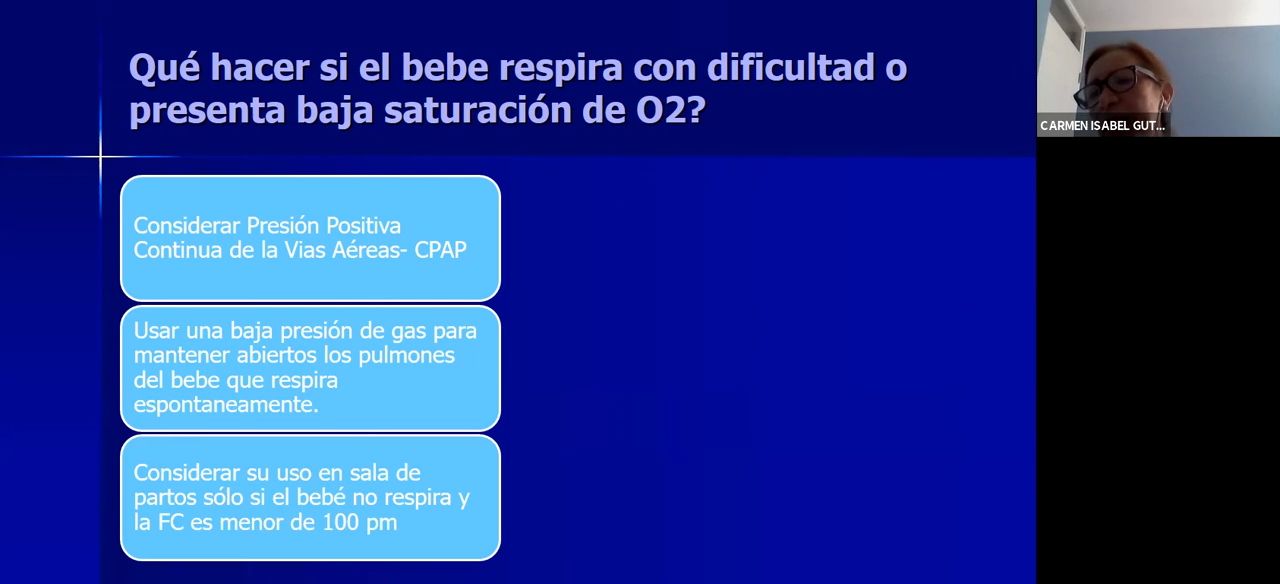 Qué hacer si el bebe respira con dificultad o
presenta baja saturación de O2?
Considerar Presión Positiva
Continua de la Vias Aéreas- CPAP
Usar una baja presión de gas para
mantener abiertos los pulmones
del bebe que respira
espontaneamente.
Considerar su uso en sala de
partos sólo si el bebé no respira y
la FC es menor de 100 pm
CARMEN ISABEL GUT...